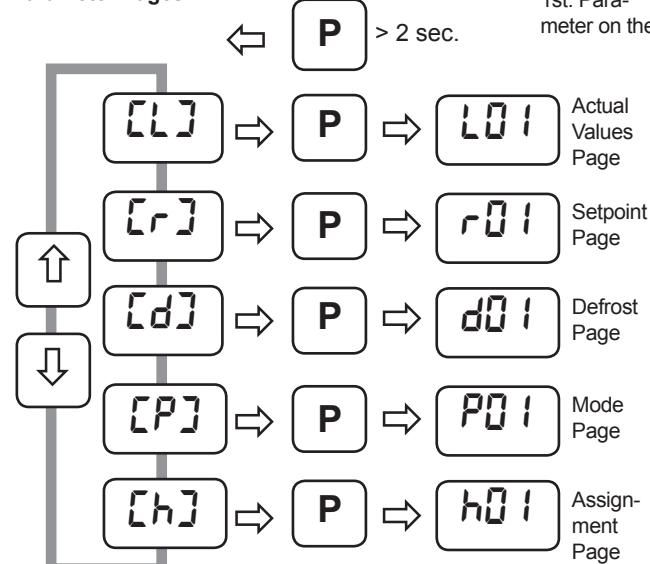 P > 2 sec.
1st. Para-
meter on the
[L] P L01 Actual
Values
Page
[r] P r01 Setpoint
Page
[d] P d01 Defrost
Page
[P] P P01 Mode
Page
[h] P h01 Assign-
ment
Page